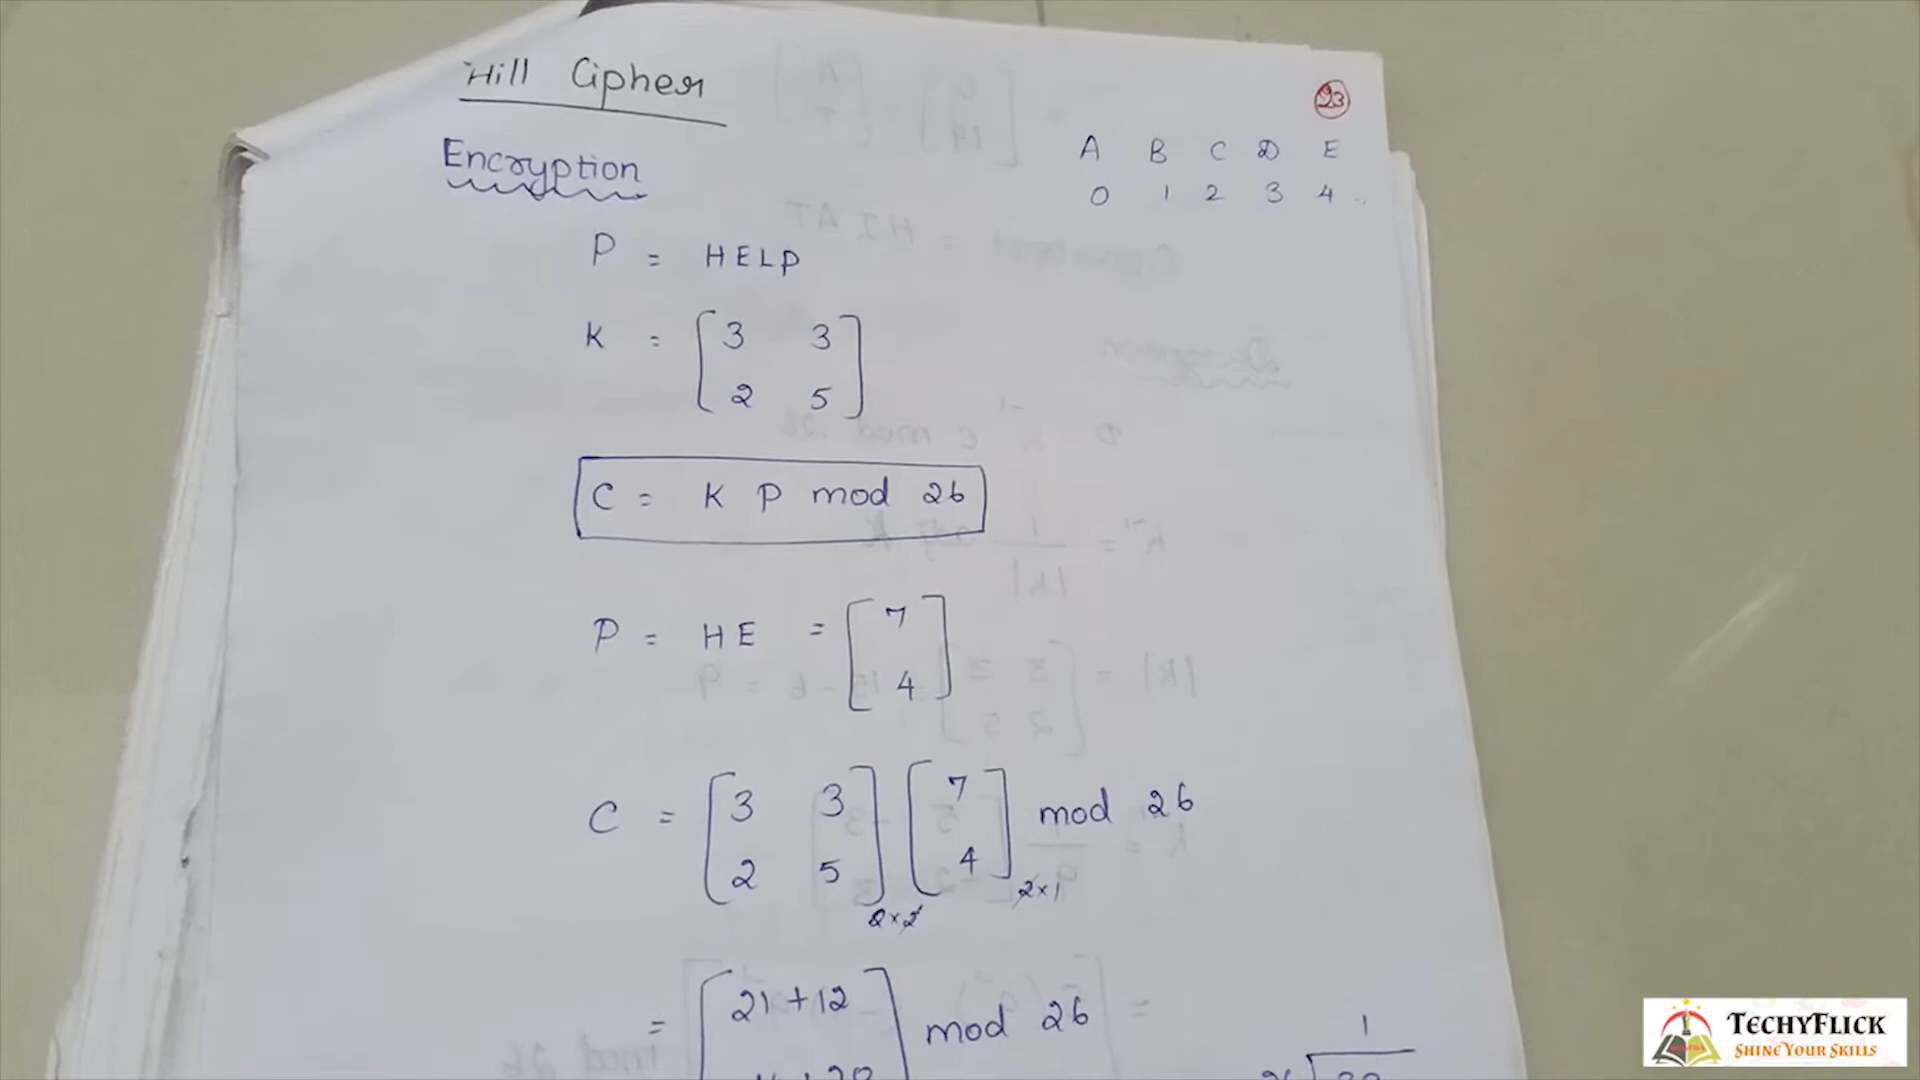 Hill Cipher
23
Encryption
A B C D E
0 1 2 3 4 ..
P = HELP
K = [3 3
2 5]
C = K P mod 26
P = HE = [7
4]
C = [3 3
2 5] 2×2 [7
4] 2×1 mod 26
= [21+12
mod 26
1
TECHYFLICK
SHINE YOUR SKILLS